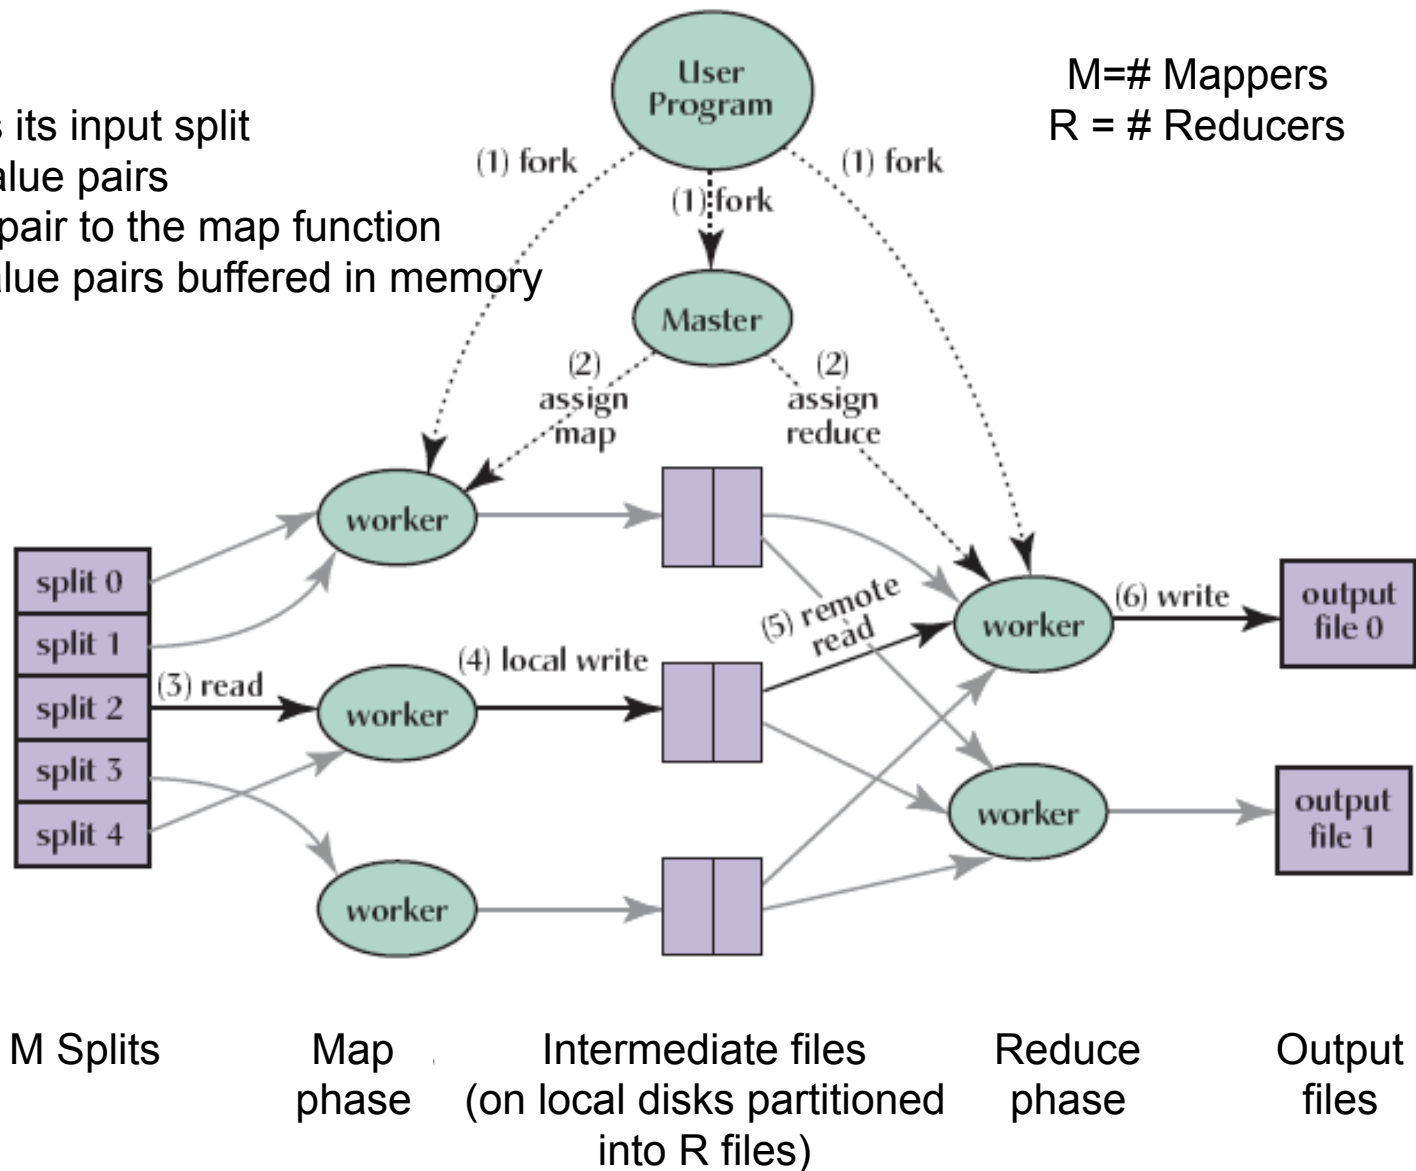 User
Program
M=# Mappers
R = # Reducers
s its input split
alue pairs
pair to the map function
alue pairs buffered in memory
(1) fork
(1) fork
(1) fork
Master
(2)
assign
map
(2)
assign
reduce
worker
split 0
split 1
split 2
split 3
split 4
(3) read
worker
(4) local write
worker
(5) remote
read
worker
(6) write
output
file 0
worker
output
file 1
M Splits
Map
phase
Intermediate files
(on local disks partitioned
into R files)
Reduce
phase
Output
files